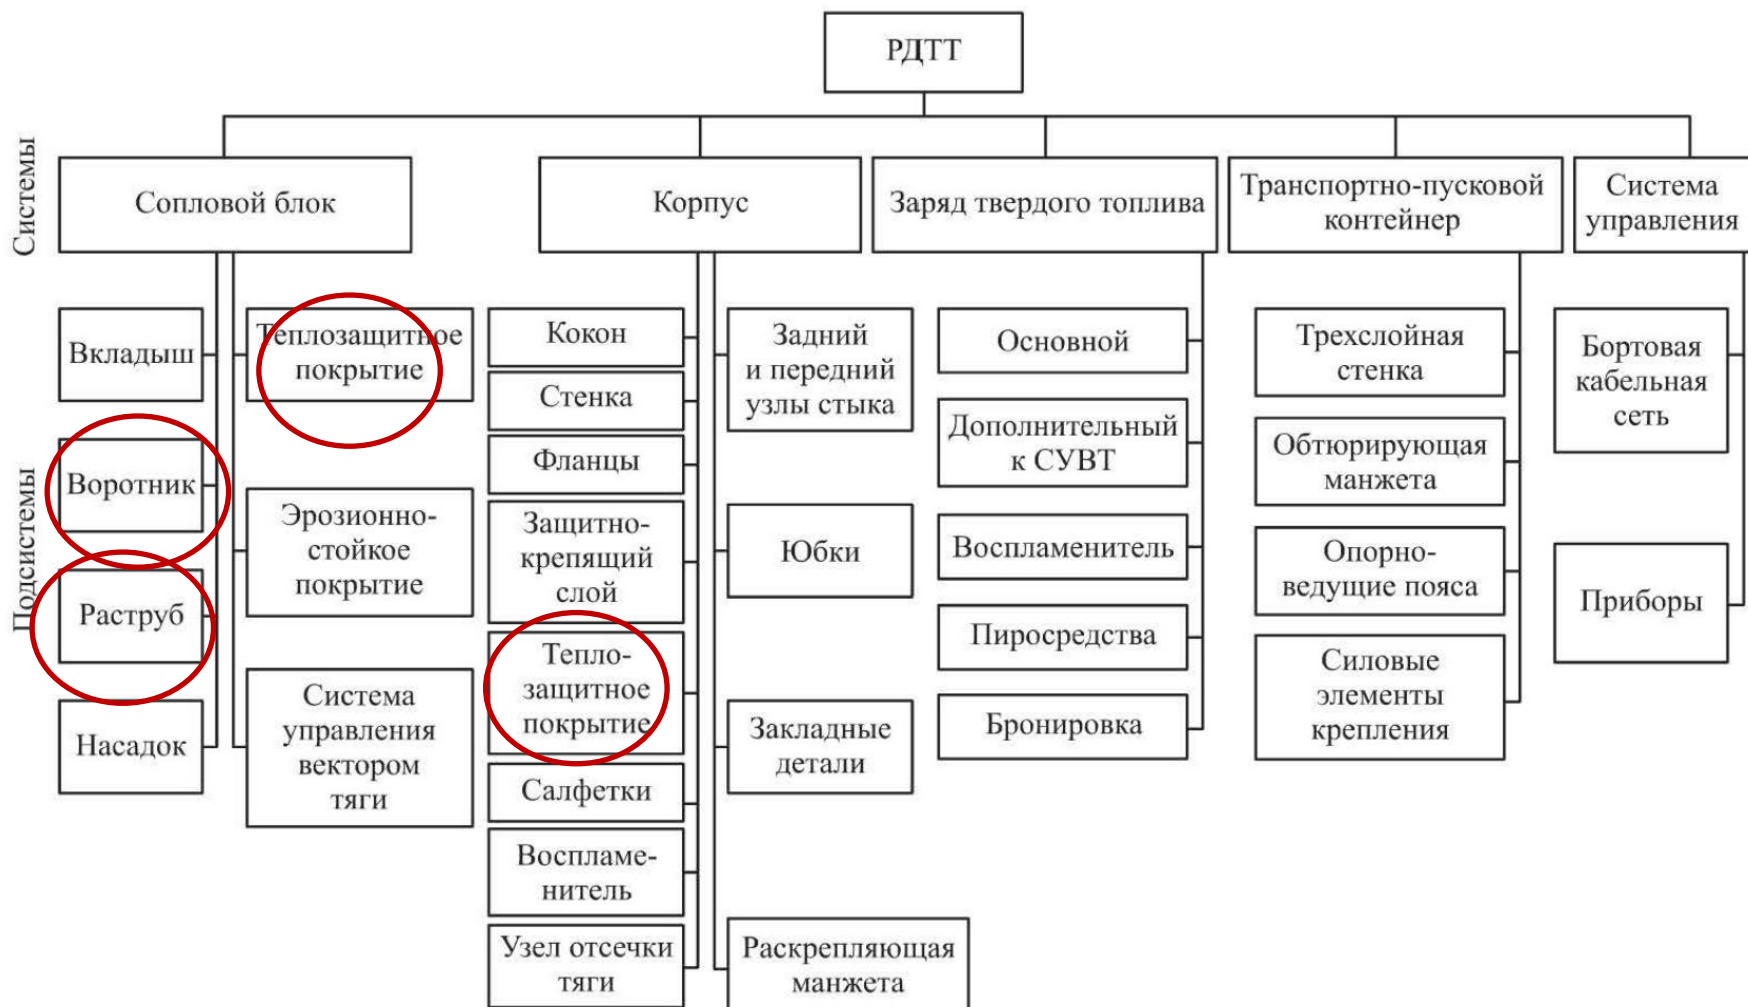 РДТТ
Системы
Сопловой блок
Корпус
Заряд твердого топлива
Транспортно-пусковой
контейнер
Система
управления
Подсистемы
Вкладыш
Воротник
Раструб
Насадок
Теплозащитное
покрытие
Эрозионно-
стойкое
покрытие
Система
управления
вектором
тяги
Кокон
Стенка
Фланцы
Защитно-
крепящий
слой
Тепло-
защитное
покрытие
Салфетки
Воспламе-
нитель
Узел отсечки
тяги
Задний
и передний
узлы стыка
Юбки
Закладные
детали
Раскрепляющая
манжета
Основной
Дополнительный
к СУВТ
Воспламенитель
Пиросредства
Бронировка
Трехслойная
стенка
Обтюрирующая
манжета
Опорно-
ведущие пояса
Силовые
элементы
крепления
Бортовая
кабельная
сеть
Приборы